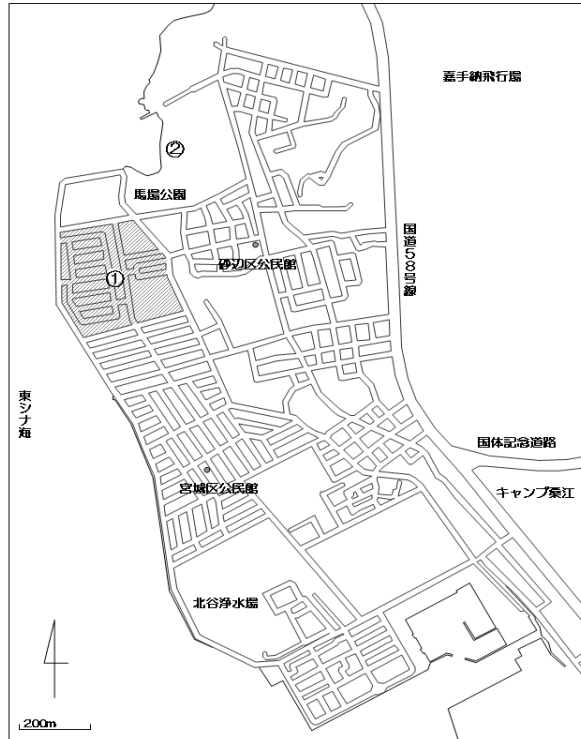 嘉手納飛行場
②
馬場公園
国道58号線
砂辺区公民館
①
東シナ海
国体記念道路
宮城区公民館
キャンプ桑江
北谷浄水場
200m